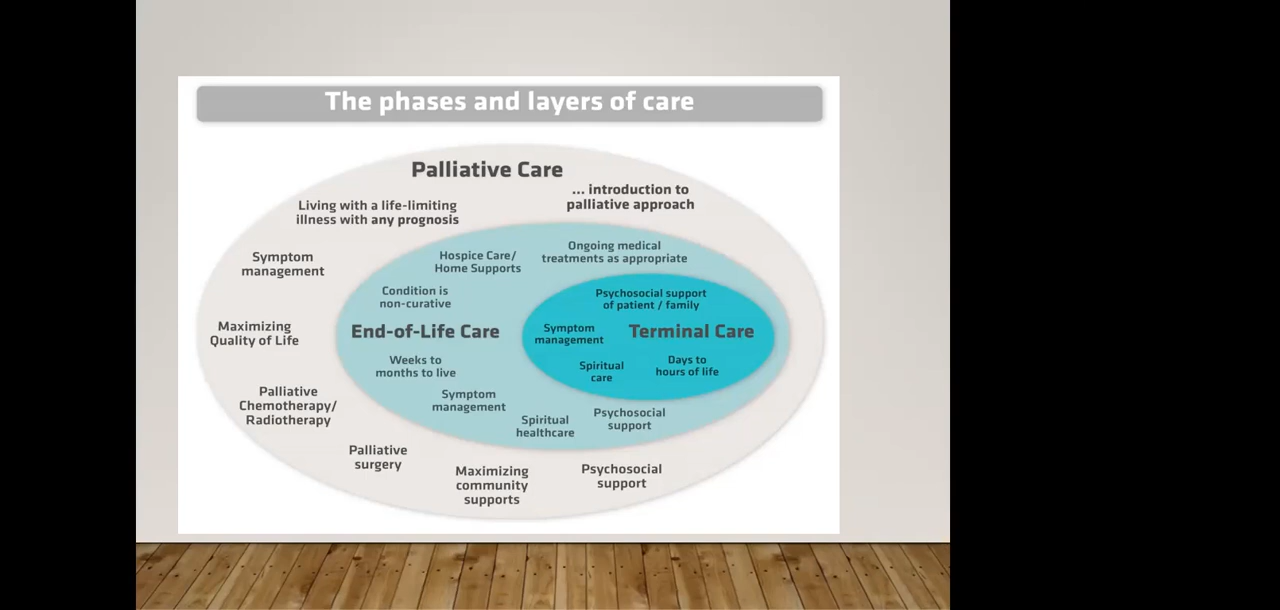 The phases and layers of care
Palliative Care
... introduction to
palliative approach
Living with a life-limiting
illness with any prognosis
Symptom
management
Maximizing
Quality of Life
Palliative
Chemotherapy/
Radiotherapy
Palliative
surgery
Maximizing
community
supports
Psychosocial
support
Hospice Care/
Home Supports
Ongoing medical
treatments as appropriate
Condition is
non-curative
End-of-Life Care
Weeks to
months to live
Symptom
management
Spiritual
healthcare
Psychosocial
support
Psychosocial support
of patient / family
Symptom
management
Terminal Care
Spiritual
care
Days to
hours of life